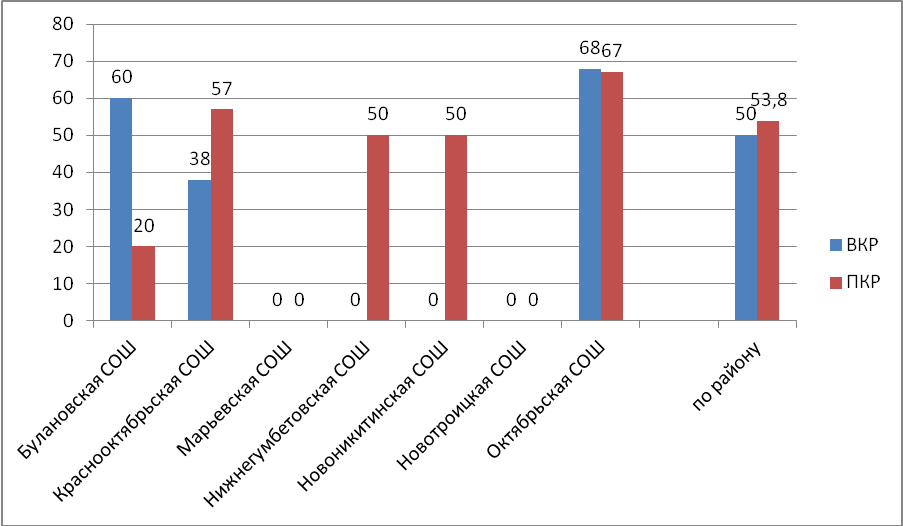 80
70
60
50
40
30
20
10
0
60
20
38
57
0 0
0
50
0
50
0 0
68
67
50
53,8
Булановская СОШ
Краснооктябрьская СОШ
Марьевская СОШ
Нижнегумбетовская СОШ
Новоникитинская СОШ
Новотроицкая СОШ
Октябрьская СОШ
по району
ВКР
ПКР